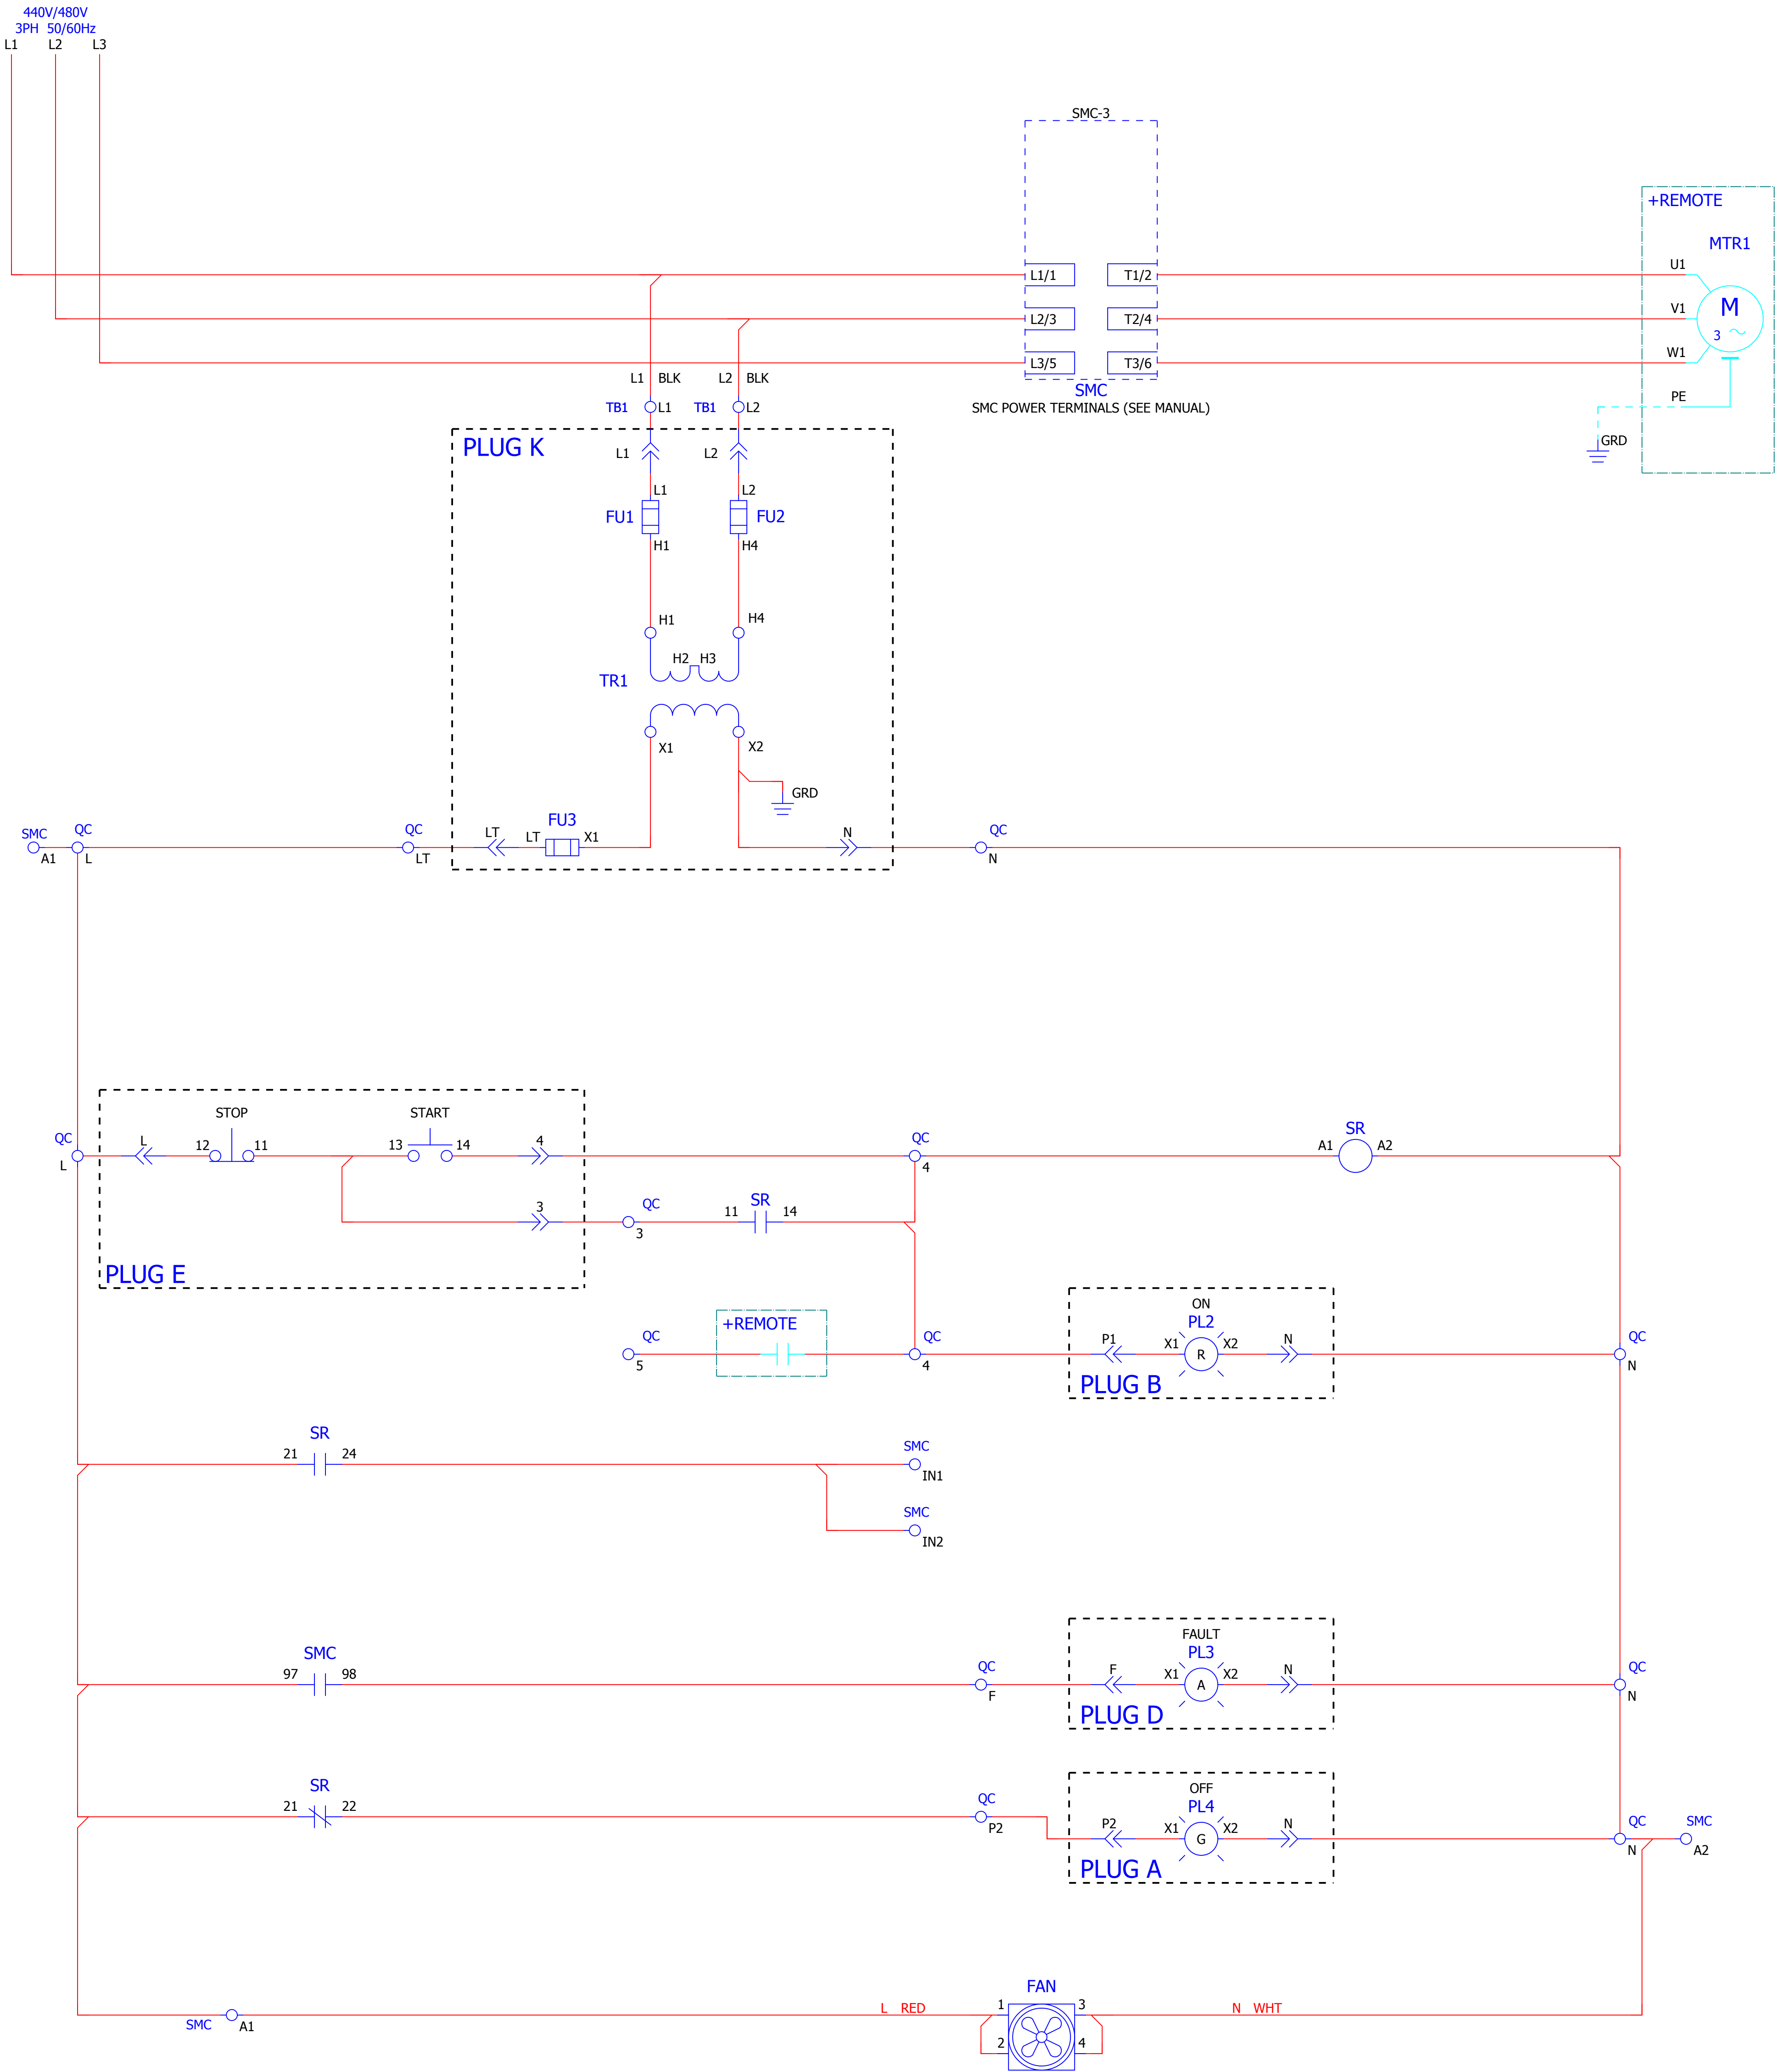 440V/480V
3PH 50/60Hz
L1 L2 L3
SMC-3
+REMOTE
MTR1
L1/1 T1/2 U1
M
3
L2/3 T2/4 V1
L3/5 T3/6 W1
SMC
SMC POWER TERMINALS (SEE MANUAL)
PE
GRD
L1 BLK L2 BLK
TB1 L1 TB1 L2
PLUG K
L1 L2
L1 L2
FU1 FU2
H1 H4
H1 H4
H2 H3
TR1
X1 X2
GRD
SMC QC QC LT LT FU3 X1 N QC
A1 L LT N
STOP START
QC L 12 11 13 14 4 QC SR
L 4 A1 A2
3 QC 11 SR 14
3
PLUG E
+REMOTE
ON
PL2
QC QC P1 X1 R X2 N QC
5 4 N
PLUG B
SR
21 24 SMC
IN1
SMC
IN2
FAULT
SMC PL3
97 98 QC F X1 A X2 N QC
F N
PLUG D
OFF
SR PL4
21 22 QC P2 X1 G X2 N QC SMC
P2 N A2
PLUG A
FAN
L RED 1 3 N WHT
SMC A1
2 4